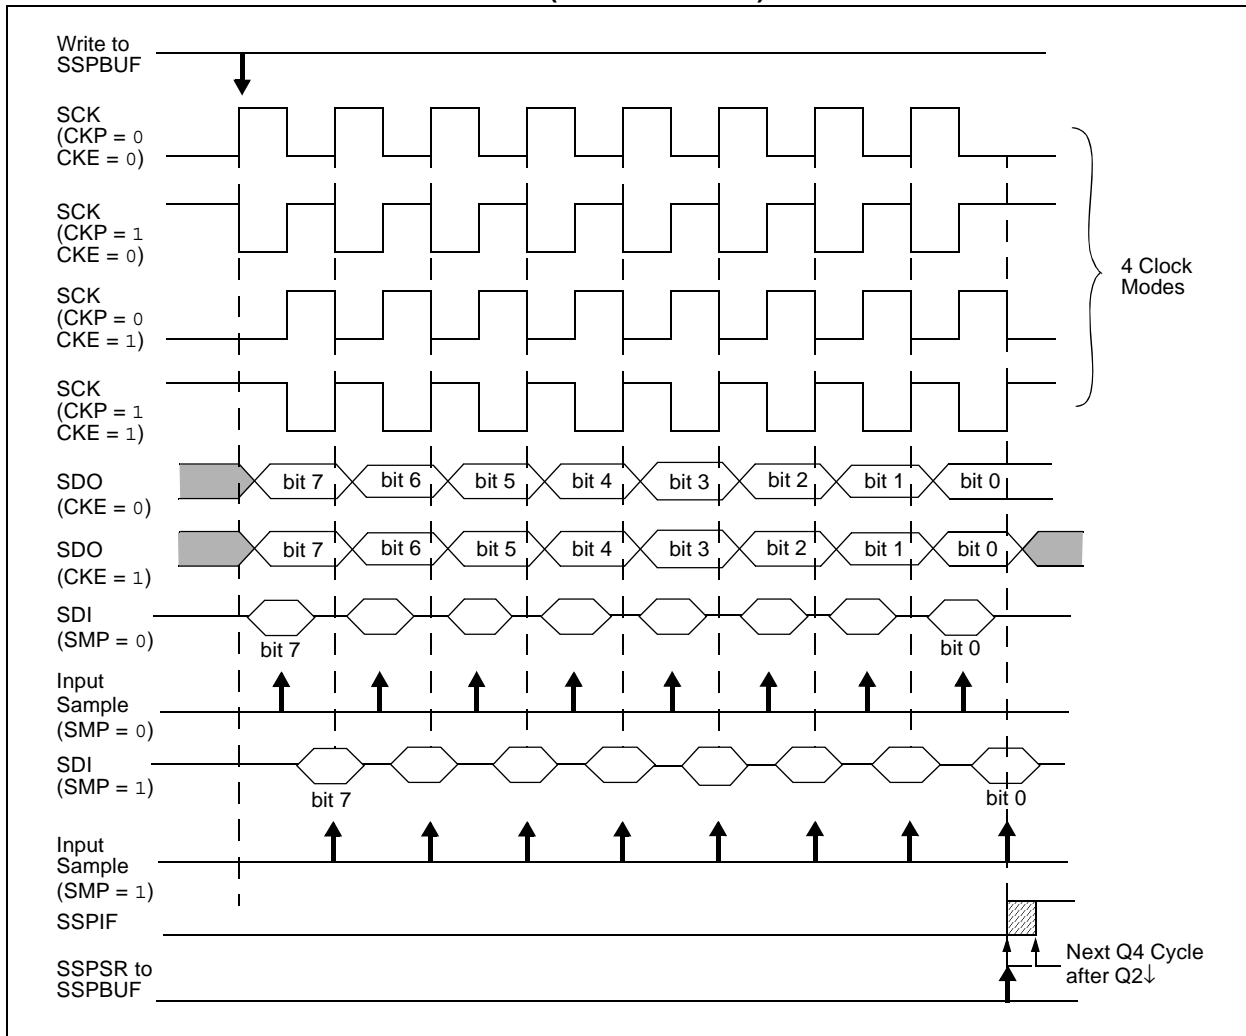 Write to
SSPBUF
SCK
(CKP = 0
CKE = 0)
SCK
(CKP = 1
CKE = 0)
4 Clock
Modes
SCK
(CKP = 0
CKE = 1)
SCK
(CKP = 1
CKE = 1)
SDO
(CKE = 0)
bit 7 bit 6 bit 5 bit 4 bit 3 bit 2 bit 1 bit 0
SDO
(CKE = 1)
bit 7 bit 6 bit 5 bit 4 bit 3 bit 2 bit 1 bit 0
SDI
(SMP = 0)
bit 7 bit 0
Input
Sample
(SMP = 0)
SDI
(SMP = 1)
bit 7 bit 0
Input
Sample
(SMP = 1)
SSPIF
Next Q4 Cycle
after Q2↓
SSPSR to
SSPBUF